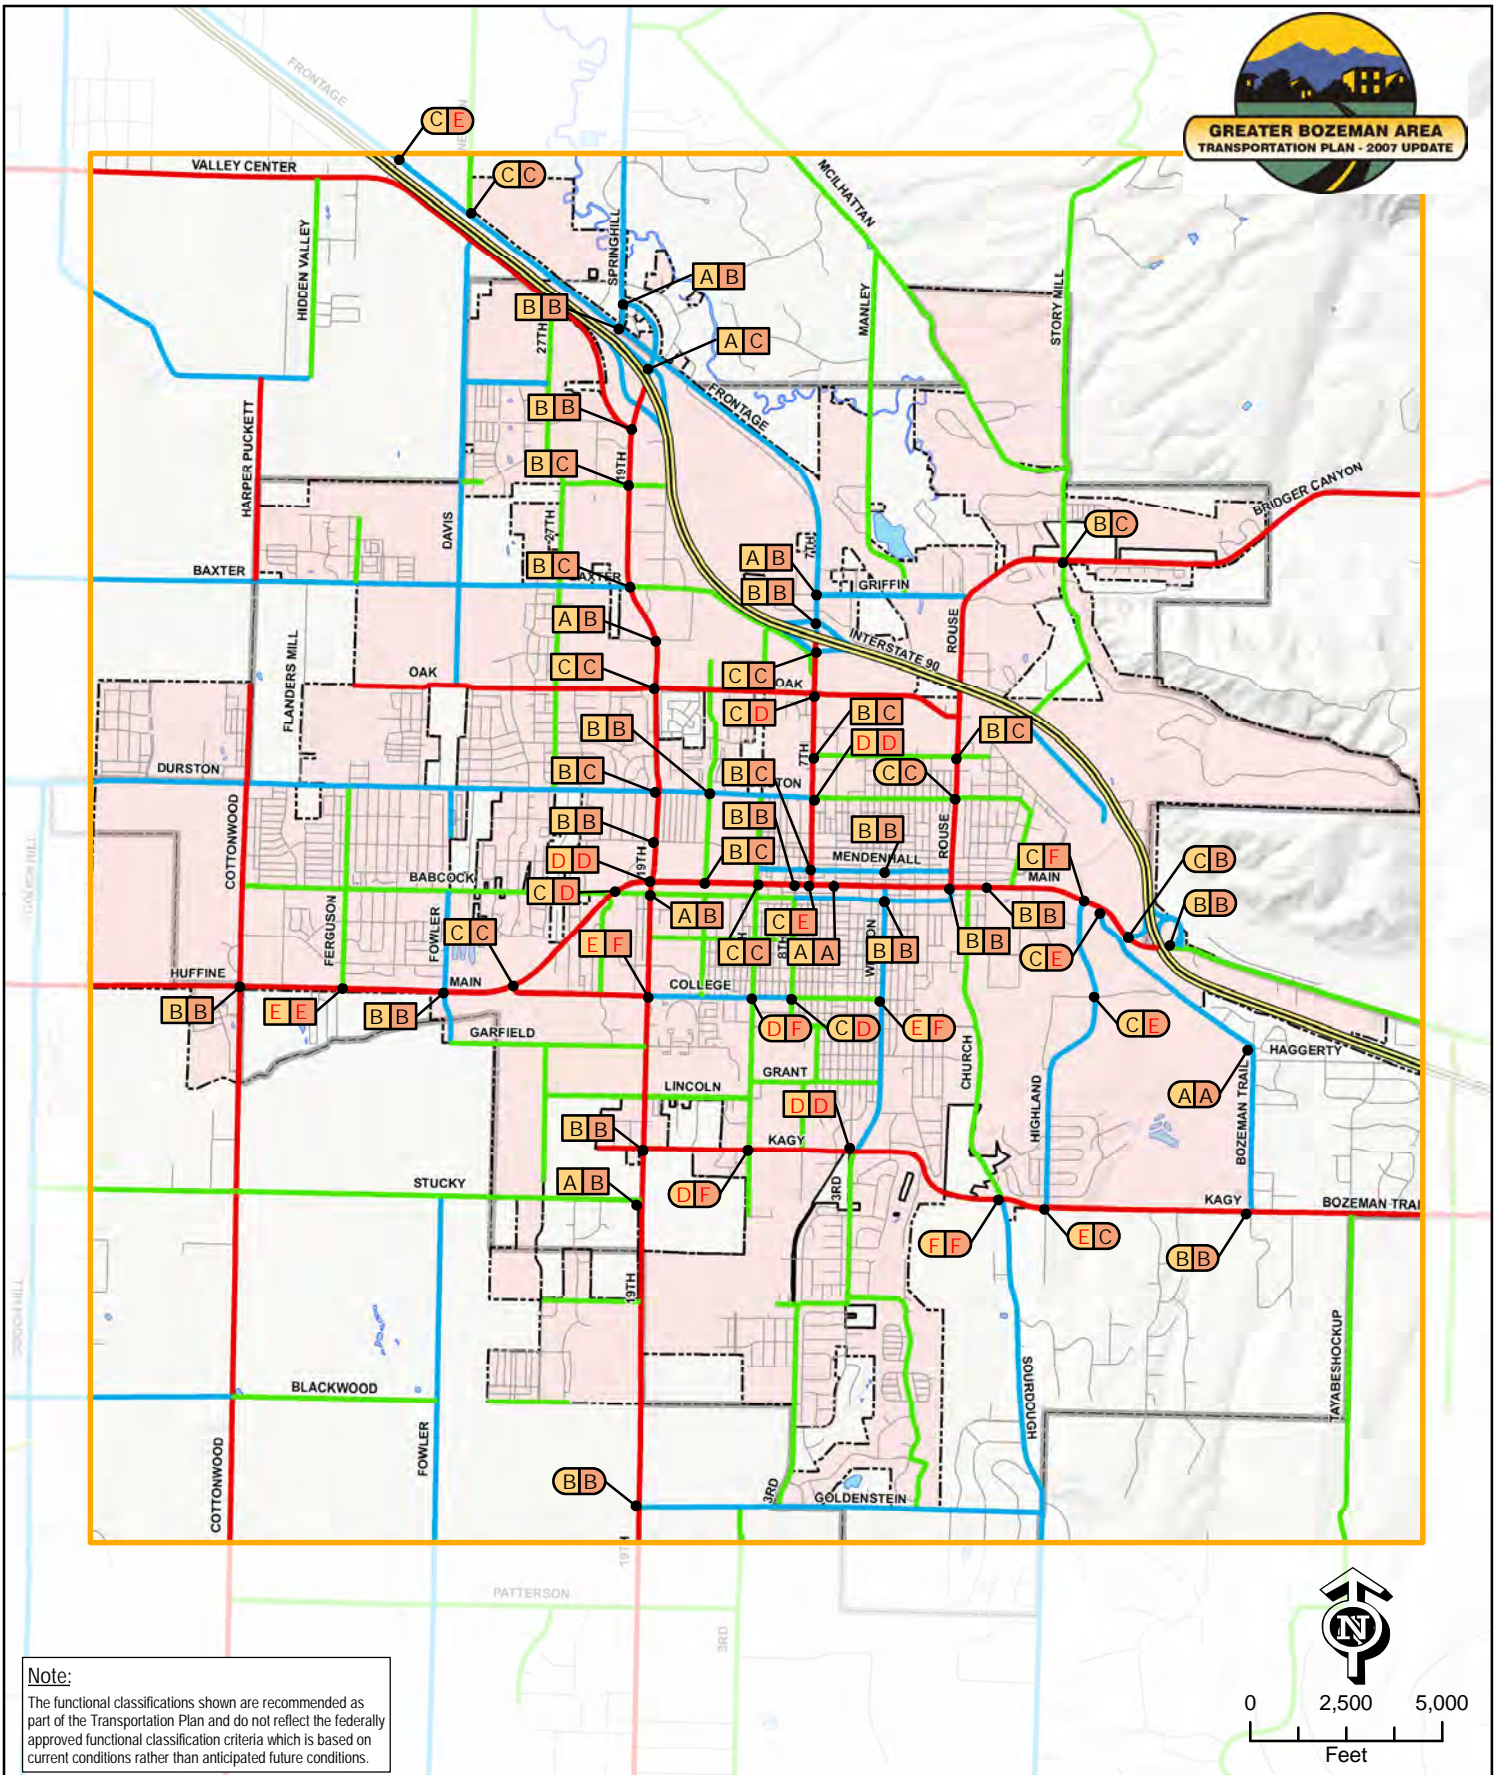 GREATER BOZEMAN AREA
TRANSPORTATION PLAN - 2007 UPDATE
FRONTAGE
C E
VALLEY CENTER
C C
MCILHATTAN
HIDDEN VALLEY
SPRINGHILL
A B
B B
MANLEY
STORY MILL
27TH
A C
FRONTAGE
HARPER PUCKETT
B B
19TH
B C
BRIDGER CANYON
DAVIS
27TH
B C
7TH
A B
BAXTER
B C
BAXTER
GRIFFIN
B B
A B
ROUSE
INTERSTATE 90
FLANDERS MILL
OAK
C C
C C
OAK
C D
B C
B B
7TH
D D
B C
DURSTON
B C
B C
TON
C C
COTTONWOOD
B B
B B
B B
ROUSE
19TH
D D
B C
MENDENHALL
C F
MAIN
C B
BABCOCK
C D
B B
FERGUSON
FOWLER
A B
C E
B B
C C
E F
C C
8TH
A A
B B
B B
C E
HUFFINE
MAIN
COLLEGE
B B
E E
B B
D F
C D
E F
C E
GARFIELD
CHURCH
HAGGERTY
GRANT
LINCOLN
D D
HIGHLAND
BOZEMAN TRAIL
A A
B B
KAGY
STUCKY
A B
D F
3RD
KAGY
BOZEMAN TRAI
F F
E C
B B
19TH
SOURDOUGH
TAYABESHOCKUP
BLACKWOOD
COTTONWOOD
FOWLER
B B
3RD
GOLDENSTEIN
19TH
PATTERSON
3RD
N
Note:
The functional classifications shown are recommended as
part of the Transportation Plan and do not reflect the federally
approved functional classification criteria which is based on
current conditions rather than anticipated future conditions.
0 2,500 5,000
Feet